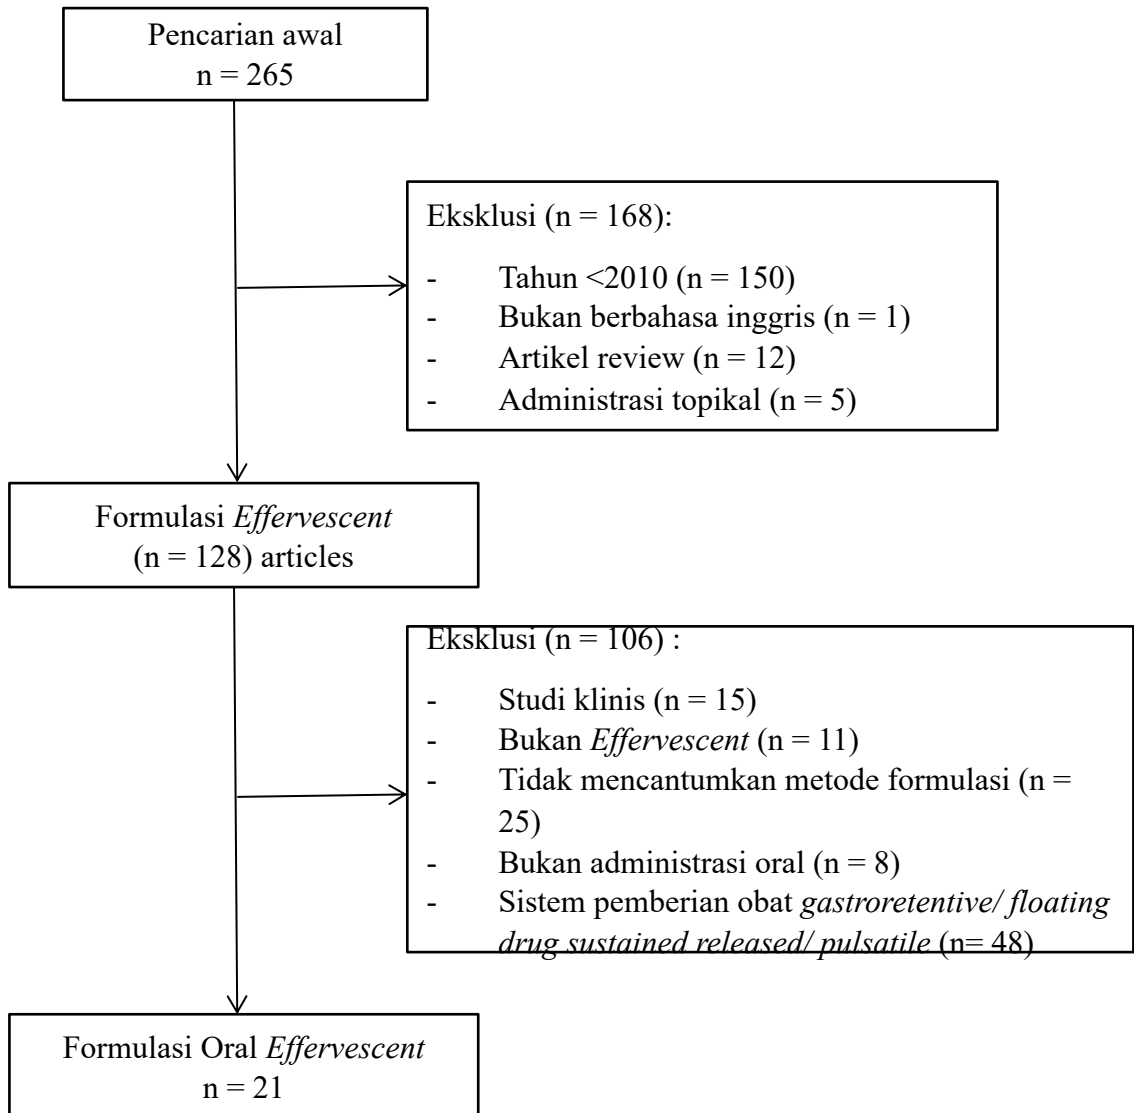 Pencarian awal
n = 265
Eksklusi (n = 168):
- Tahun <2010 (n = 150)
- Bukan berbahasa inggris (n = 1)
- Artikel review (n = 12)
- Administrasi topikal (n = 5)
Formulasi Effervescent
(n = 128) articles
Eksklusi (n = 106) :
- Studi klinis (n = 15)
- Bukan Effervescent (n = 11)
- Tidak mencantumkan metode formulasi (n =
25)
- Bukan administrasi oral (n = 8)
- Sistem pemberian obat gastroretentive/ floating
drug sustained released/ pulsatile (n= 48)
Formulasi Oral Effervescent
n = 21